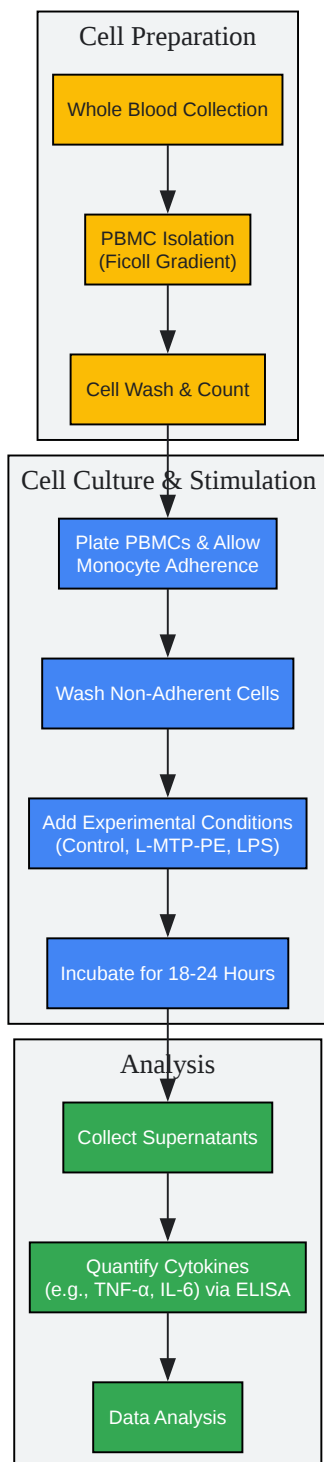 Cell Preparation
Whole Blood Collection
PBMC Isolation
(Ficoll Gradient)
Cell Wash & Count
Cell Culture & Stimulation
Plate PBMCs & Allow
Monocyte Adherence
Wash Non-Adherent Cells
Add Experimental Conditions
(Control, L-MTP-PE, LPS)
Incubate for 18-24 Hours
Analysis
Collect Supernatants
Quantify Cytokines
(e.g., TNF-α, IL-6) via ELISA
Data Analysis